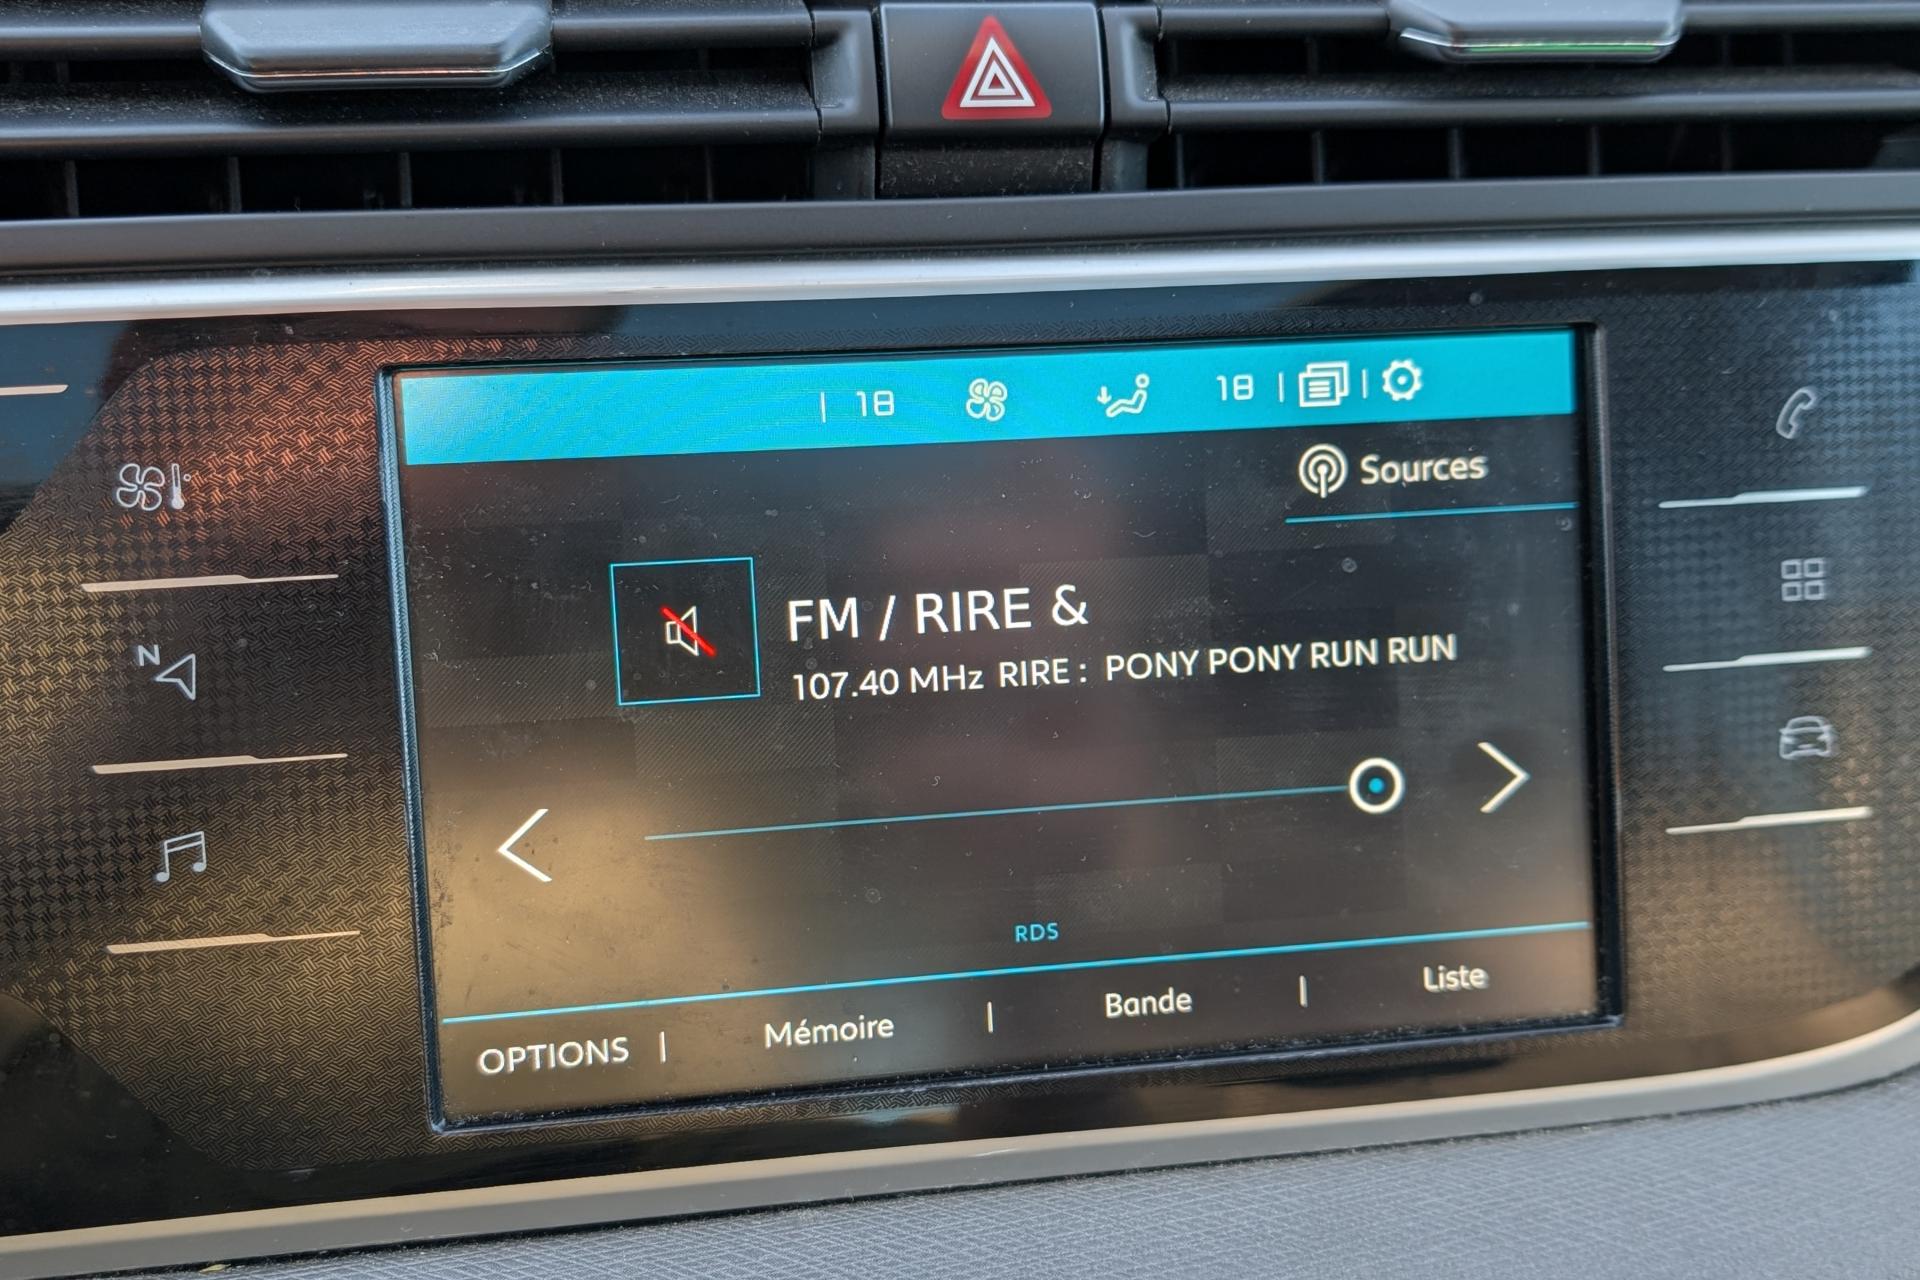 | 18 18 | |
Sources
FM / RIRE &
107.40 MHz RIRE : PONY PONY RUN RUN
N
RDS
OPTIONS | Mémoire | Bande | Liste